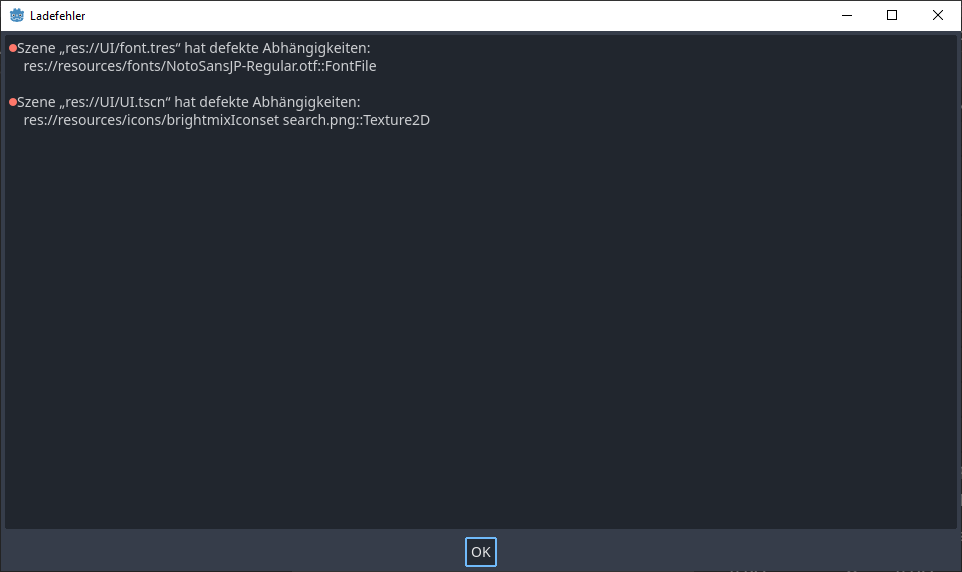 Ladefehler
Szene „res://UI/font.tres“ hat defekte Abhängigkeiten:
res://resources/fonts/NotoSansJP-Regular.otf::FontFile
Szene „res://UI/UI.tscn“ hat defekte Abhängigkeiten:
res://resources/icons/brightmixIconset search.png::Texture2D
OK